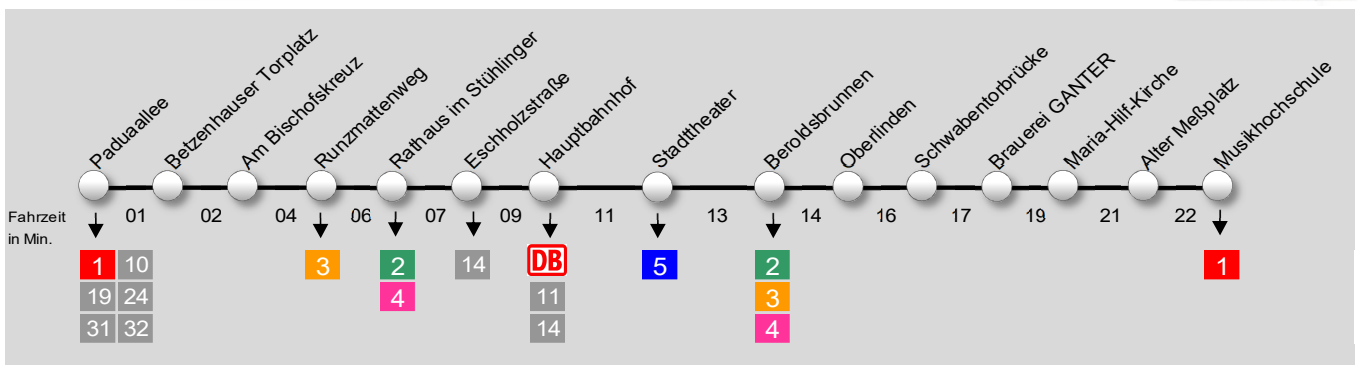 Paduaallee
Betzenhauser Torplatz
Am Bischofskreuz
Runzmattenweg
Rathaus im Stühlinger
Eschholzstraße
Hauptbahnhof
Stadttheater
Beroldsbrunnen
Oberlinden
Schwabentorbrücke
Brauerei GANTER
Maria-Hilf-Kirche
Alter Meßplatz
Musikhochschule
Fahrzeit 01 02 04 06 07 09 11 13 14 16 17 19 21 22
in Min.
1 10 3 2 14 DB 5 2 1
19 24 4 11 3
31 32 14 4